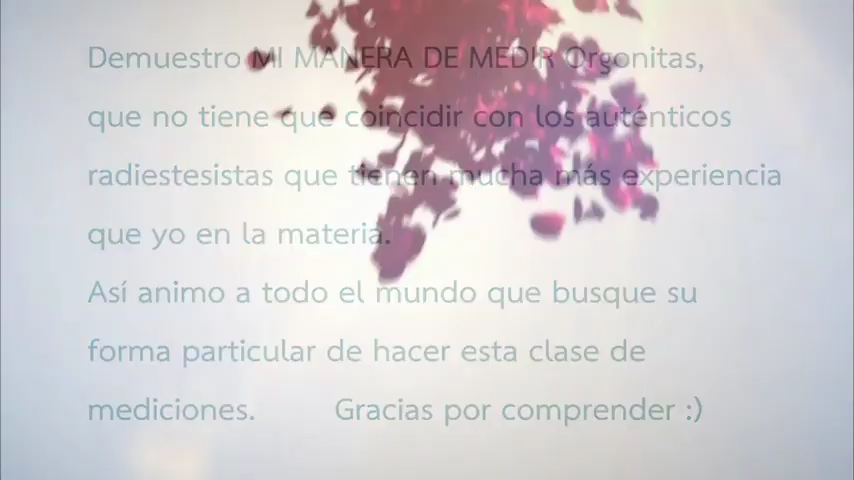 Demuestro MI MANERA DE MEDIR Orgonitas,
que no tiene que coincidir con los auténticos
radiestesistas que tienen mucha más experiencia
que yo en la materia.
Así animo a todo el mundo que busque su
forma particular de hacer esta clase de
mediciones. Gracias por comprender :)